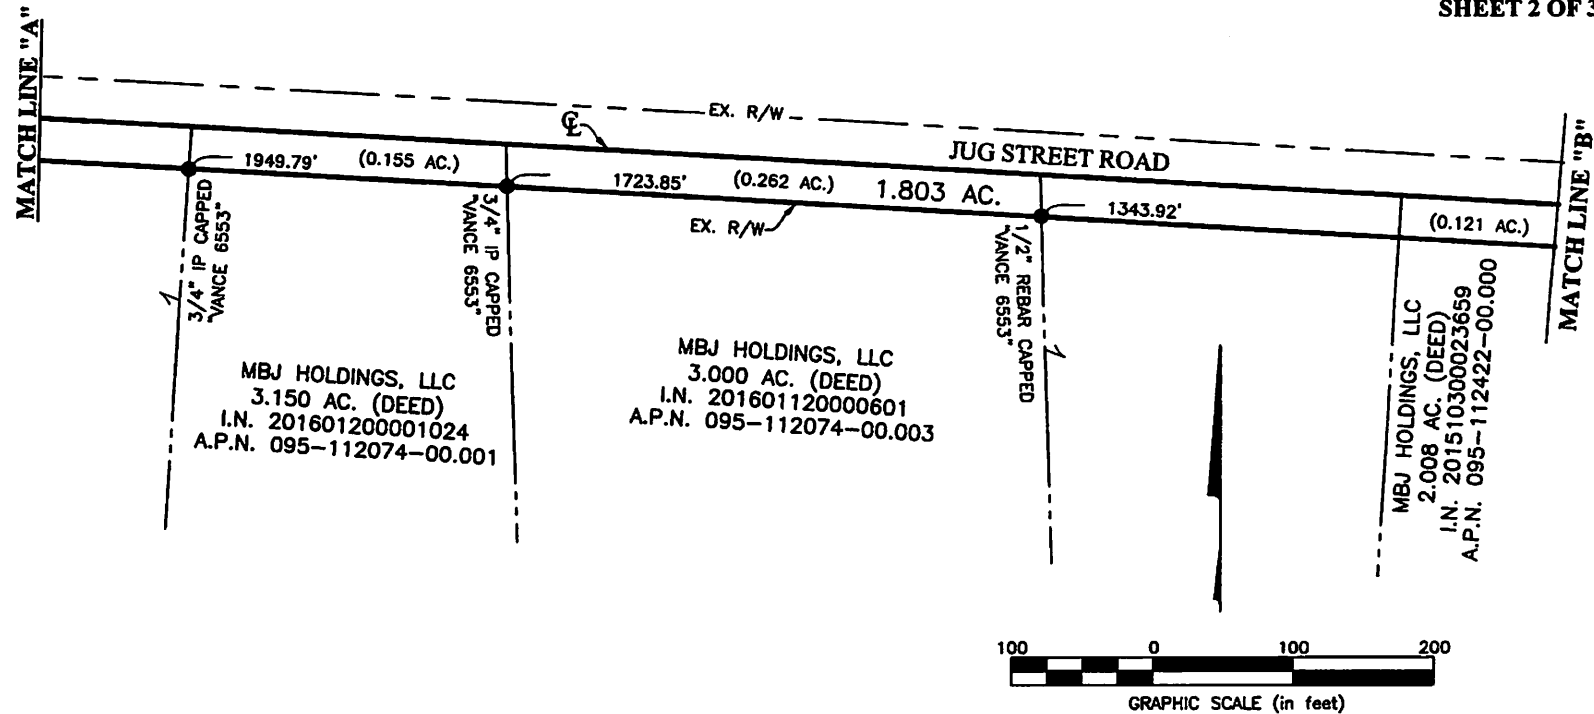 SHEET 2 OF 3
MATCH LINE "A"
EX. R/W
℄
JUG STREET ROAD
MATCH LINE "B"
1949.79' (0.155 AC.)
1723.85' (0.262 AC.) 1.803 AC.
1343.92'
(0.121 AC.)
EX. R/W
3/4" IP CAPPED
"VANCE 6553"
3/4" IP CAPPED
"VANCE 6553"
1/2" REBAR CAPPED
"VANCE 6553"
MBJ HOLDINGS, LLC
3.150 AC. (DEED)
I.N. 201601200001024
A.P.N. 095-112074-00.001
MBJ HOLDINGS, LLC
3.000 AC. (DEED)
I.N. 201601120000601
A.P.N. 095-112074-00.003
MBJ HOLDINGS, LLC
2.008 AC. (DEED)
I.N. 201510300023659
A.P.N. 095-112422-00.000
100 0 100 200
GRAPHIC SCALE (in feet)